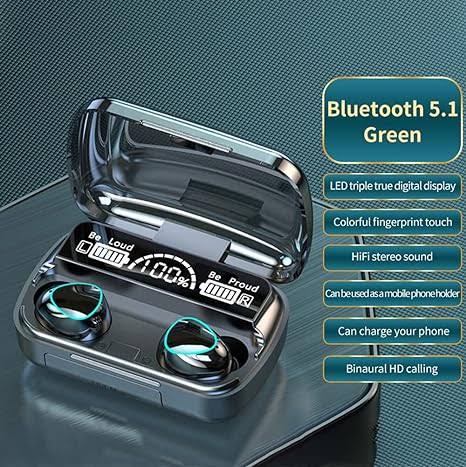 Bluetooth 5.1
Green
LED triple true digital display
Colorful fingerprint touch
HiFi stereo sound
Can be used as a mobile phone holder
Can charge your phone
Binaural HD calling
Be Loud
L
100%
Be Proud
R